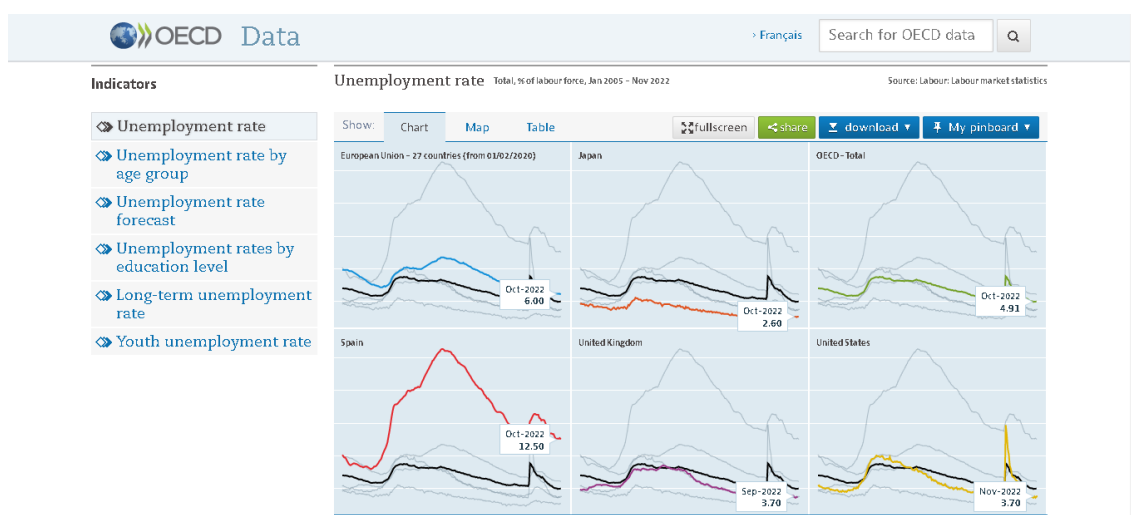 OECD Data
› Français
Search for OECD data
Indicators
Unemployment rate
Unemployment rate by
age group
Unemployment rate
forecast
Unemployment rates by
education level
Long-term unemployment
rate
Youth unemployment rate
Unemployment rate Total, % of labour force, Jan 2005 – Nov 2022
Source: Labour: Labour market statistics
Show: Chart Map Table
fullscreen share download ▼ My pinboard ▼
European Union – 27 countries (from 01/02/2020)
Oct-2022
6.00
Japan
Oct-2022
2.60
OECD - Total
Oct-2022
4.91
Spain
Oct-2022
12.50
United Kingdom
Sep-2022
3.70
United States
Nov-2022
3.70